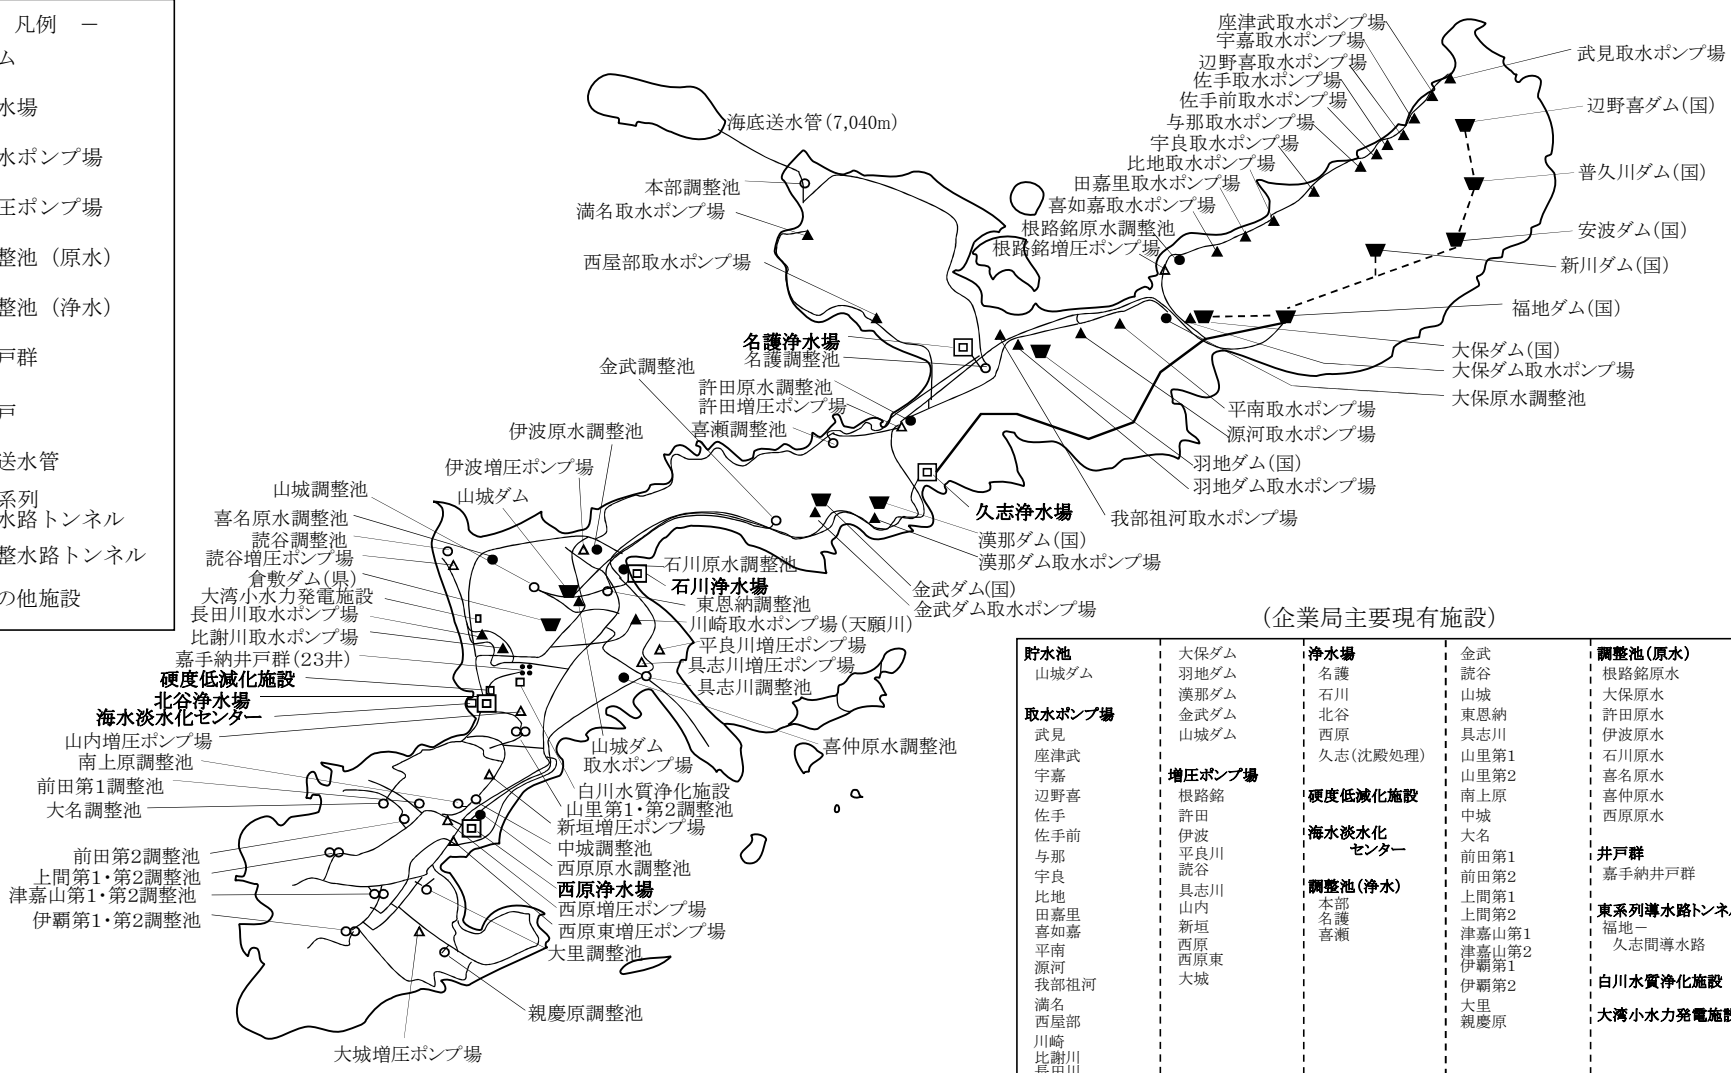 凡例 －
ム
水場
水ポンプ場
圧ポンプ場
整池（原水）
整池（浄水）
戸群
戸
送水管
系列
水路トンネル
整水路トンネル
の他施設
座津武取水ポンプ場
宇嘉取水ポンプ場
辺野喜取水ポンプ場
佐手取水ポンプ場
佐手前取水ポンプ場
与那取水ポンプ場
宇良取水ポンプ場
比地取水ポンプ場
田嘉里取水ポンプ場
喜如嘉取水ポンプ場
根路銘原水調整池
根路銘増圧ポンプ場
武見取水ポンプ場
辺野喜ダム(国)
普久川ダム(国)
安波ダム(国)
新川ダム(国)
福地ダム(国)
大保ダム(国)
大保ダム取水ポンプ場
大保原水調整池
平南取水ポンプ場
源河取水ポンプ場
羽地ダム(国)
羽地ダム取水ポンプ場
我部祖河取水ポンプ場
海底送水管(7,040m)
本部調整池
満名取水ポンプ場
西屋部取水ポンプ場
名護浄水場
名護調整池
金武調整池
許田原水調整池
許田増圧ポンプ場
喜瀬調整池
伊波原水調整池
伊波増圧ポンプ場
山城ダム
山城調整池
喜名原水調整池
読谷調整池
読谷増圧ポンプ場
倉敷ダム(県)
大湾小水力発電施設
長田川取水ポンプ場
比謝川取水ポンプ場
嘉手納井戸群(23井)
硬度低減化施設
北谷浄水場
海水淡水化センター
山内増圧ポンプ場
南上原調整池
前田第1調整池
大名調整池
前田第2調整池
上間第1・第2調整池
津嘉山第1・第2調整池
伊覇第1・第2調整池
久志浄水場
漢那ダム(国)
漢那ダム取水ポンプ場
金武ダム(国)
金武ダム取水ポンプ場
石川原水調整池
石川浄水場
東恩納調整池
川崎取水ポンプ場(天願川)
平良川増圧ポンプ場
具志川増圧ポンプ場
具志川調整池
喜仲原水調整池
山城ダム
取水ポンプ場
白川水質浄化施設
山里第1・第2調整池
新垣増圧ポンプ場
中城調整池
西原原水調整池
西原浄水場
西原増圧ポンプ場
西原東増圧ポンプ場
大里調整池
親慶原調整池
大城増圧ポンプ場
(企業局主要現有施設)
貯水池
山城ダム
取水ポンプ場
武見
座津武
宇嘉
辺野喜
佐手
佐手前
与那
宇良
比地
田嘉里
喜如嘉
平南
源河
我部祖河
満名
西屋部
川崎
比謝川
長田川
大保ダム
羽地ダム
漢那ダム
金武ダム
山城ダム
増圧ポンプ場
根路銘
許田
伊波
平良川
読谷
具志川
山内
新垣
西原
西原東
大城
浄水場
名護
石川
北谷
西原
久志(沈殿処理)
硬度低減化施設
海水淡水化
センター
調整池(浄水)
本部
名護
喜瀬
金武
読谷
山城
東恩納
具志川
山里第1
山里第2
南上原
中城
大名
前田第1
前田第2
上間第1
上間第2
津嘉山第1
津嘉山第2
伊覇第1
伊覇第2
大里
親慶原
調整池(原水)
根路銘原水
大保原水
許田原水
伊波原水
石川原水
喜名原水
喜仲原水
西原原水
井戸群
嘉手納井戸群
東系列導水路トンネ
福地－
久志間導水路
白川水質浄化施設
大湾小水力発電施設